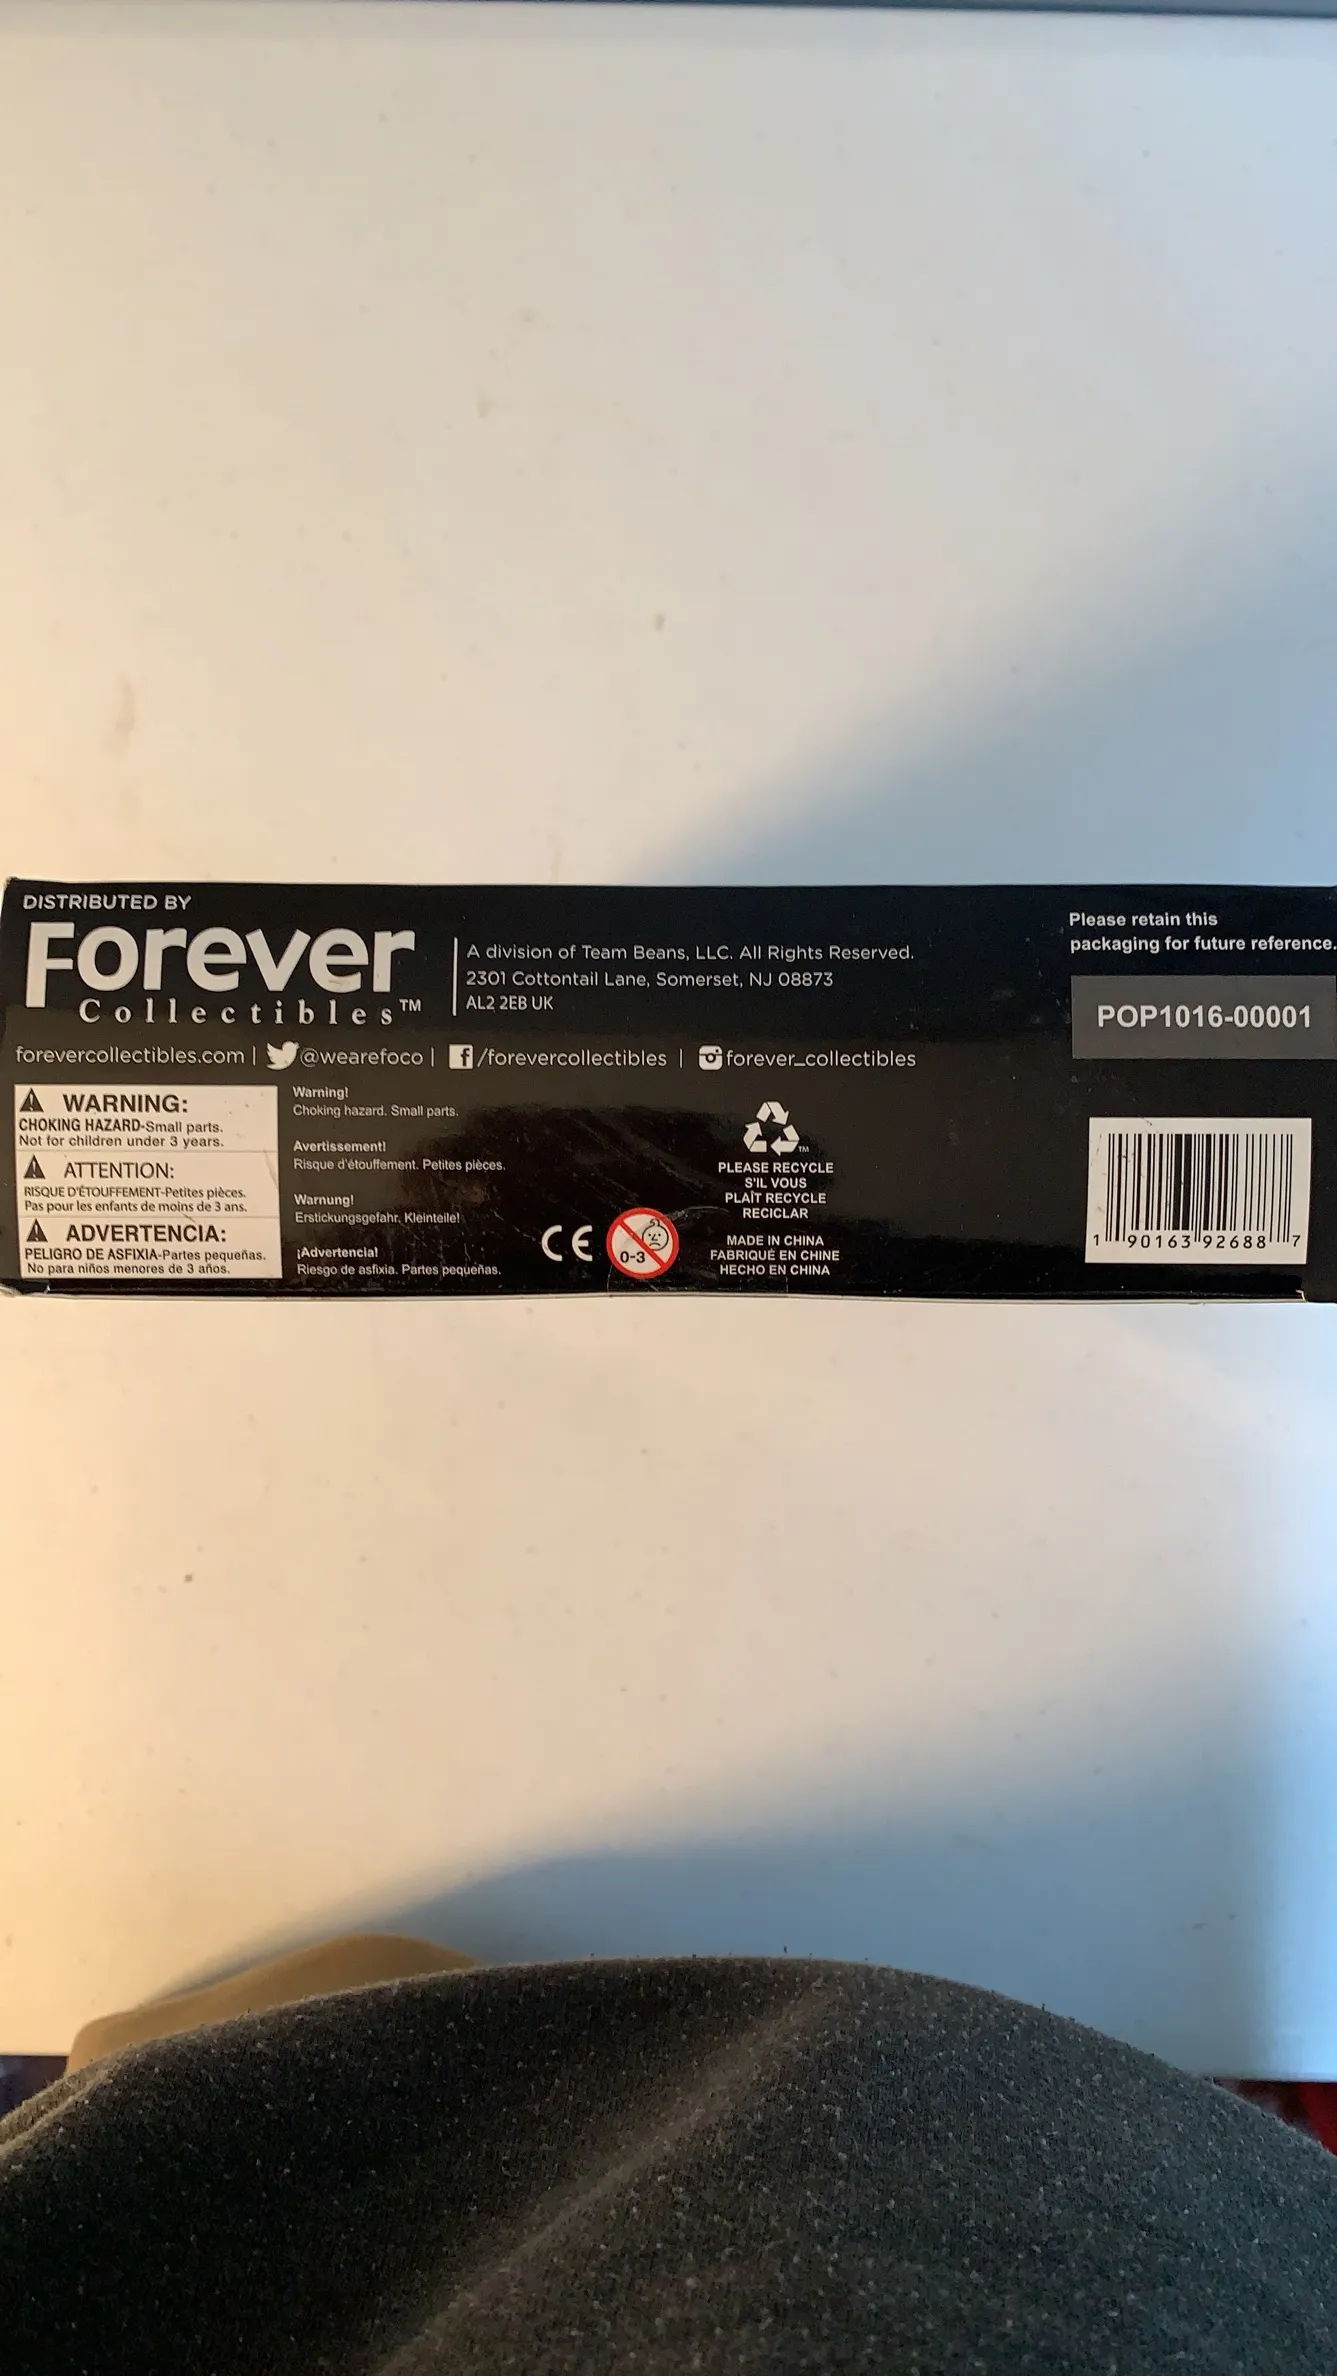 DISTRIBUTED BY
Forever
Collectibles™
A division of Team Beans, LLC. All Rights Reserved.
2301 Cottontail Lane, Somerset, NJ 08873
AL2 2EB UK
forevercollectibles.com | @wearefoco | f /forevercollectibles | forever_collectibles
WARNING:
CHOKING HAZARD-Small parts.
Not for children under 3 years.
ATTENTION:
RISQUE D'ÉTOUFFEMENT-Petites pièces.
Pas pour les enfants de moins de 3 ans.
ADVERTENCIA:
PELIGRO DE ASFIXIA-Partes pequeñas.
No para niños menores de 3 años.
Warning!
Choking hazard. Small parts.
Avertissement!
Risque d'étouffement. Petites pièces.
Warnung!
Erstickungsgefahr. Kleinteile!
¡Advertencia!
Riesgo de asfixia. Partes pequeñas.
CE
0-3
TM
PLEASE RECYCLE
S'IL VOUS
PLAÎT RECYCLE
RECICLAR
MADE IN CHINA
FABRIQUÉ EN CHINE
HECHO EN CHINA
Please retain this
packaging for future reference.
POP1016-00001
1 90163 92688 7